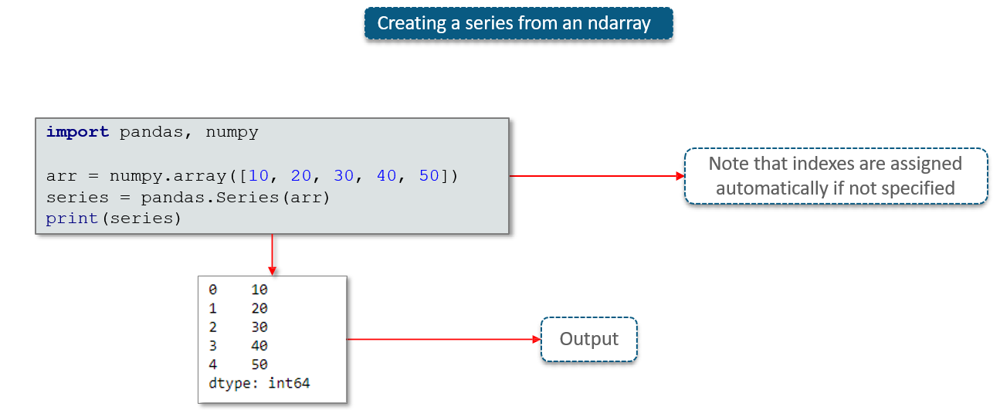 Creating a series from an ndarray
import pandas, numpy
arr = numpy.array([10, 20, 30, 40, 50])
series = pandas.Series(arr)
print(series)
Note that indexes are assigned
automatically if not specified
0 10
1 20
2 30
3 40
4 50
dtype: int64
Output